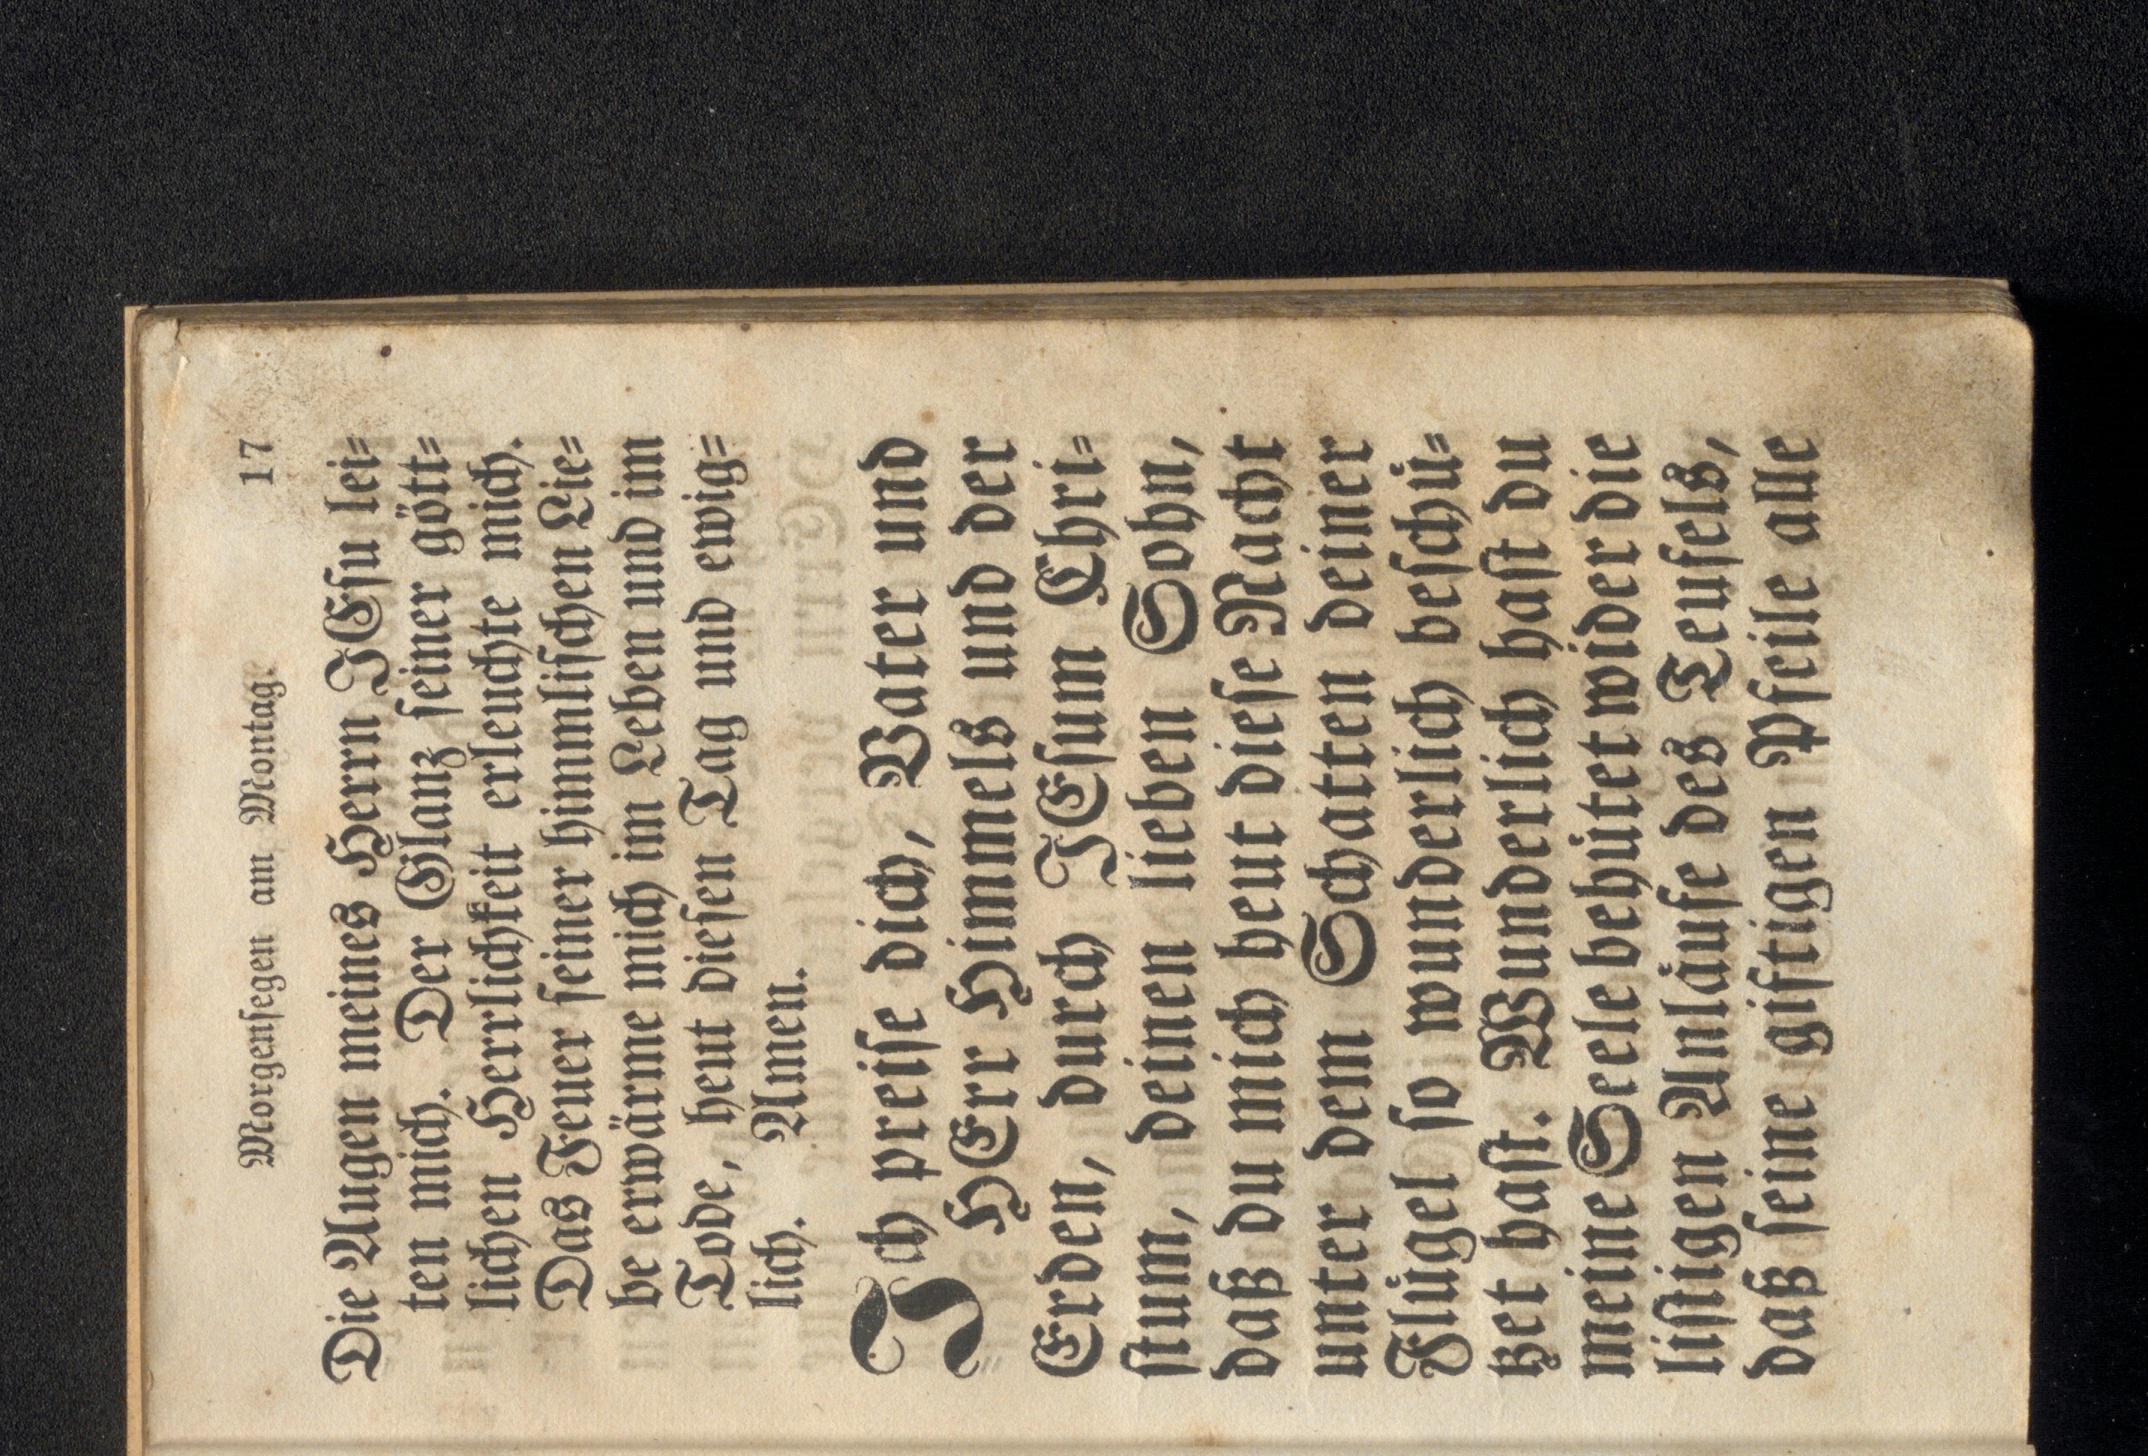 Morgensegen am Montag. 17
Die Augen meines Herrn JEsu lei=
ten mich. Der Glanz seiner gött=
lichen Herrlichkeit erleuchte mich.
Das Feuer seiner himmlischen Lie=
be erwärme mich im Leben und im
Tode, heut diesen Tag und ewig=
lich. Amen.
Ich preise dich, Vater und
HErr Himmels und der
Erden, durch JEsum Chri=
stum, deinen lieben Sohn,
daß du mich heut diese Nacht
unter dem Schatten deiner
Flügel so wunderlich beschü=
tzet hast. Wunderlich hast du
meine Seele behütet wider die
listigen Anläufe des Teufels,
daß seine giftigen Pfeile alle